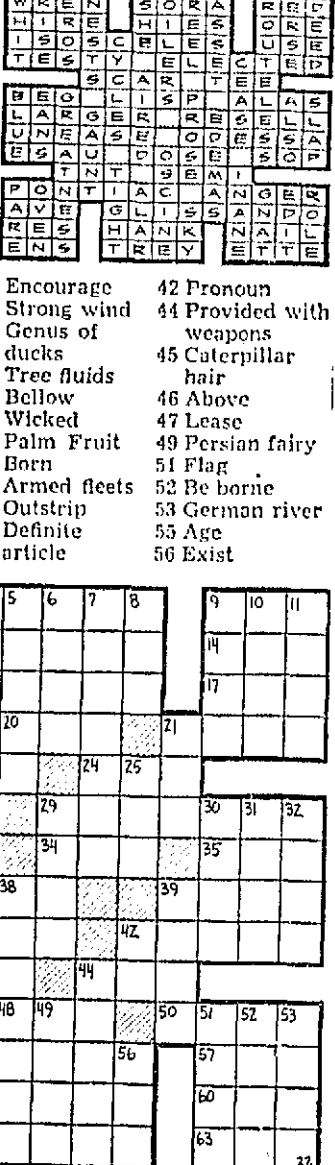 WREN SORA RED
HIRE HIES ORE
ISOSCELES USE
TESTY ELECTED
SCAR TEE
BEG LISP ALAS
LARGER RESELL
UNEASE ODESSA
ESAU DOSE SOP
TNT SEMI
PONTIAC ANGER
AVE GLISSANDO
RES HANK NAIL
ENS TREY ETTE
Encourage
Strong wind
Genus of
ducks
Tree fluids
Bellow
Wicked
Palm Fruit
Born
Armed fleets
Outstrip
Definite
article
42 Pronoun
44 Provided with
weapons
45 Caterpillar
hair
46 Above
47 Lease
49 Persian fairy
51 Flag
52 Be borne
53 German river
55 Age
56 Exist
5 6 7 8 9 10 11
14
17
20 21
24 25
29 30 31 32
34 35
38 39
42
44
48 49 50 51 52 53
56 57
60
63
22